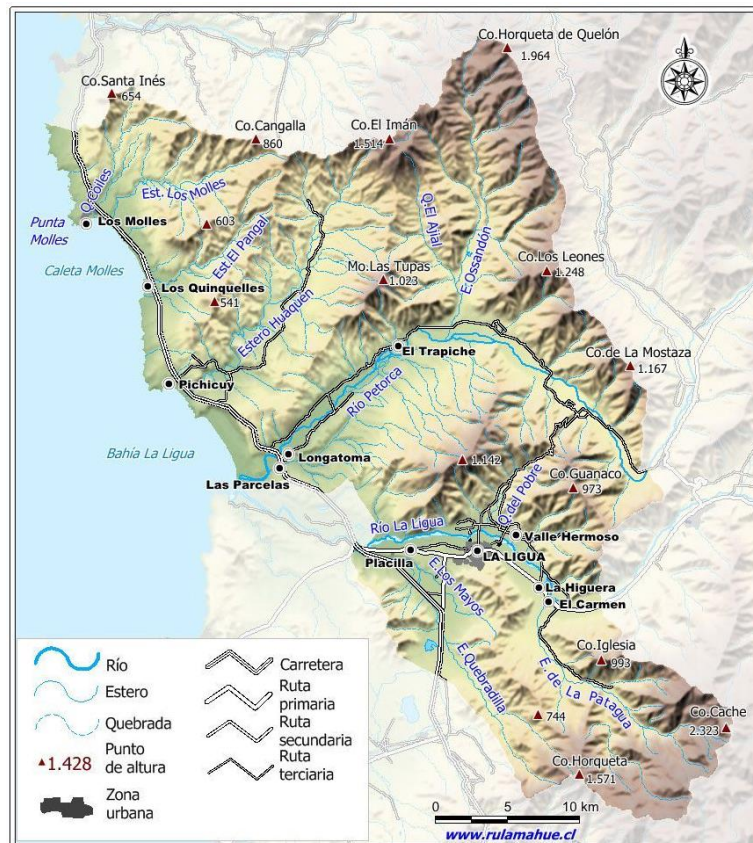 Co.Horqueta de Quelón
1.964
Co.Santa Inés
654
Co.Cangalla
860
Co.El Imán
1.514
Q.Coiles
Est. Los Molles
Punta
Molles
Los Molles
603
Q.El Ajial
E.Ossandón
Caleta Molles
Est.El Pangal
Los Quinquelles
541
Mo.Las Tupas
1.023
Co.Los Leones
1.248
Estero Huaquen
El Trapiche
Co.de La Mostaza
1.167
Pichicuy
Río Petorca
Bahía La Ligua
Longatoma
Las Parcelas
1.142
Co.Guanaco
973
Q.del Pobre
Río La Ligua
Valle Hermoso
Placilla
LA LIGUA
E.Los Mayos
La Higuera
El Carmen
E.Quebradilla
Co.Iglesia
993
E. de La Patagua
Co.Cache
2.323
744
Co.Horqueta
1.571
Río
Estero
Quebrada
1.428
Punto
de altura
Zona
urbana
Carretera
Ruta
primaria
Ruta
secundaria
Ruta
terciaria
0 5 10 km
www.rulamahue.cl